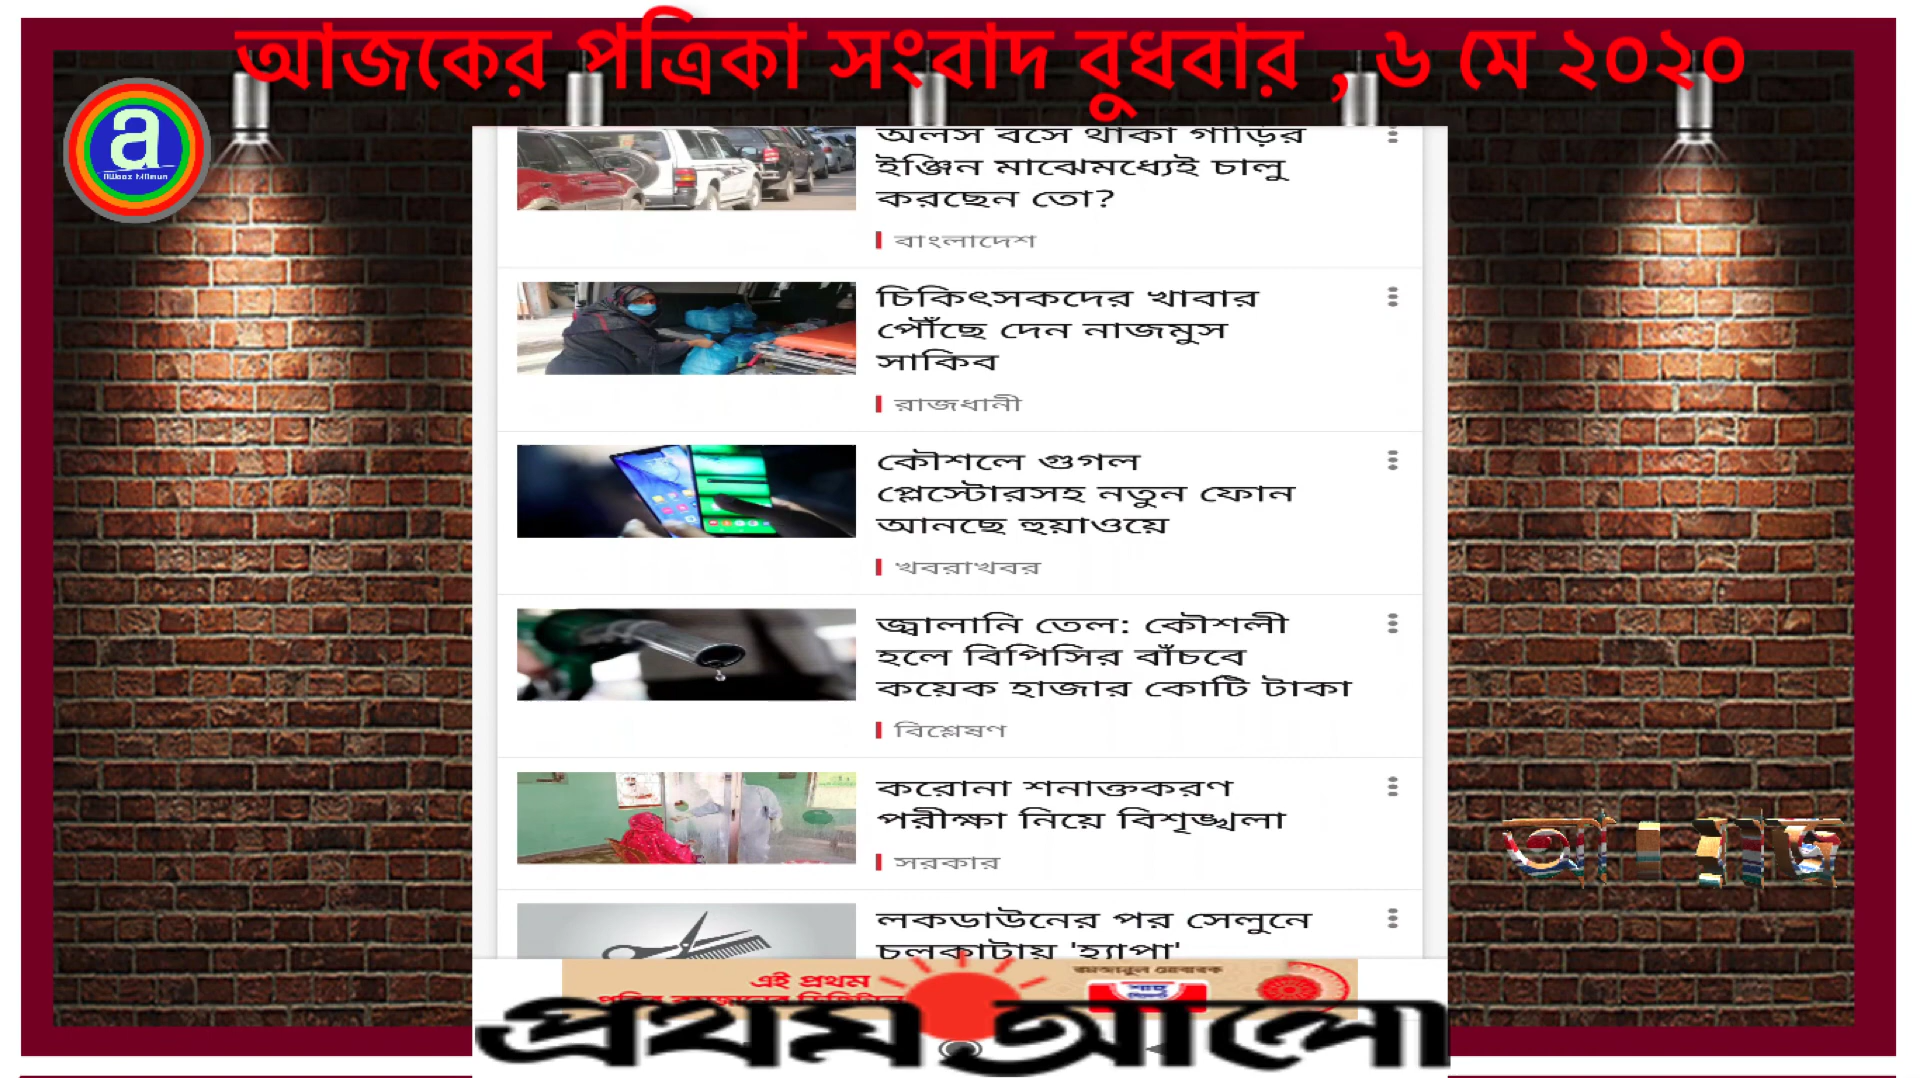 আজকের পত্রিকা সংবাদ বুধবার , ৬ মে ২০২০
a
অলস বসে থাকা গাড়ির
ইঞ্জিন মাঝেমধ্যেই চালু
করছেন তো?
বাংলাদেশ
চিকিৎসকদের খাবার
পৌঁছে দেন নাজমুস
সাকিব
রাজধানী
কৌশলে গুগল
প্লেস্টোরসহ নতুন ফোন
আনছে হুয়াওয়ে
খবরাখবর
জ্বালানি তেল: কৌশলী
হলে বিপিসির বাঁচবে
কয়েক হাজার কোটি টাকা
বিশ্লেষণ
করোনা শনাক্তকরণ
পরীক্ষা নিয়ে বিশৃঙ্খলা
সরকার
লকডাউনের পর সেলুনে
চুলকাটায় 'হ্যাপা'
এই প্রথম
প্রথম আলো